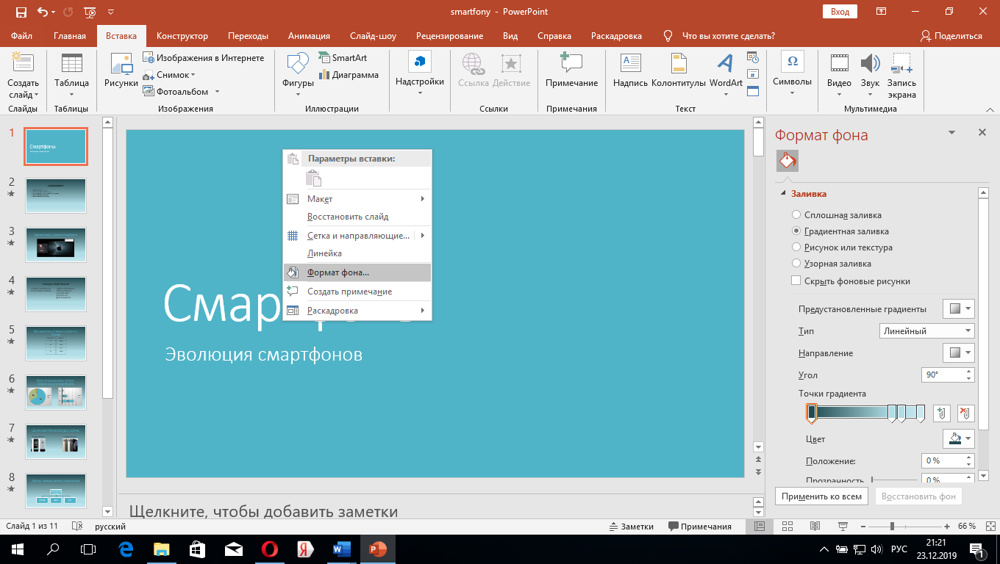 smartfony - PowerPoint
Вход
Файл Главная Вставка Конструктор Переходы Анимация Слайд-шоу Рецензирование Вид Справка Раскадровка Что вы хотите сделать? Поделиться
Создать слайд
Таблица
Рисунки
Изображения в Интернете
Снимок
Фотоальбом
Фигуры
SmartArt
Диаграмма
Надстройки
Ссылка
Действие
Примечание
Надпись
Колонтитулы
WordArt
Символы
Видео
Звук
Запись экрана
Слайды Таблицы Изображения Иллюстрации Ссылки Примечания Текст Мультимедиа
1
Смартфоны
2
3
4
5
6
7
8
Параметры вставки:
Макет
Восстановить слайд
Сетка и направляющие...
Линейка
Формат фона...
Создать примечание
Раскадровка
Смар
Эволюция смартфонов
Щелкните, чтобы добавить заметки
Формат фона
Заливка
Сплошная заливка
Градиентная заливка
Рисунок или текстура
Узорная заливка
Скрыть фоновые рисунки
Предустановленные градиенты
Тип Линейный
Направление
Угол 90°
Точки градиента
Цвет
Положение: 0 %
Прозрачность 0 %
Применить ко всем Восстановить фон
Слайд 1 из 11 русский Заметки Примечания 66 %
РУС
21:21
23.12.2019
1